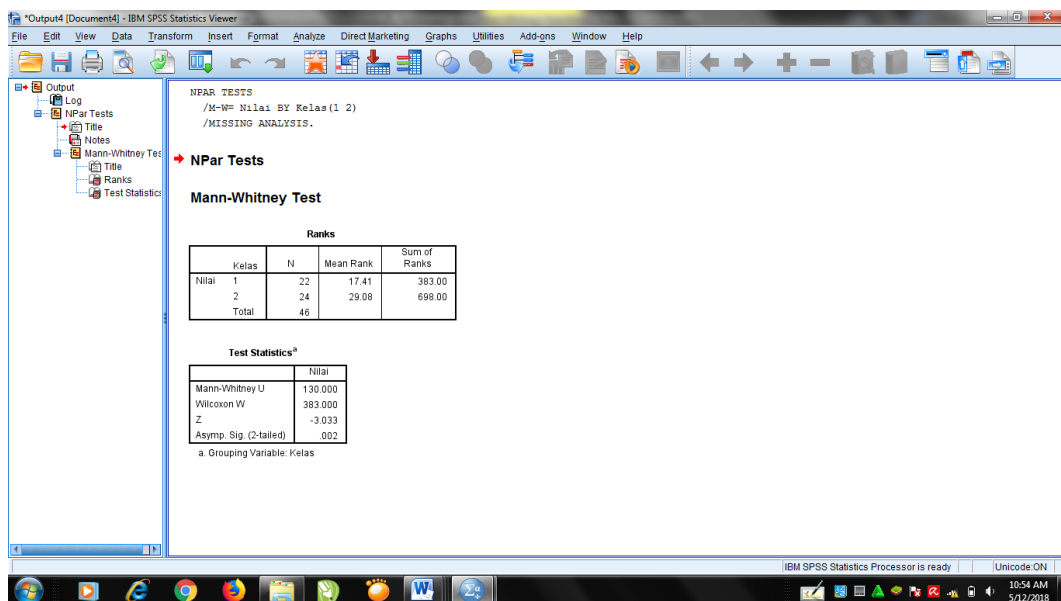 *Output4 [Document4] - IBM SPSS Statistics Viewer
File Edit View Data Transform Insert Format Analyze Direct Marketing Graphs Utilities Add-ons Window Help
Output
Log
NPar Tests
Title
Notes
Mann-Whitney Tes
Title
Ranks
Test Statistics
NPAR TESTS
/M-W= Nilai BY Kelas(1 2)
/MISSING ANALYSIS.
NPar Tests
Mann-Whitney Test
Ranks
Kelas N Mean Rank Sum of Ranks
Nilai 1 22 17.41 383.00
2 24 29.08 698.00
Total 46
Test Statisticsa
Nilai
Mann-Whitney U 130.000
Wilcoxon W 383.000
Z -3.033
Asymp. Sig. (2-tailed) .002
a. Grouping Variable: Kelas
IBM SPSS Statistics Processor is ready Unicode:ON
10:54 AM
5/12/2018